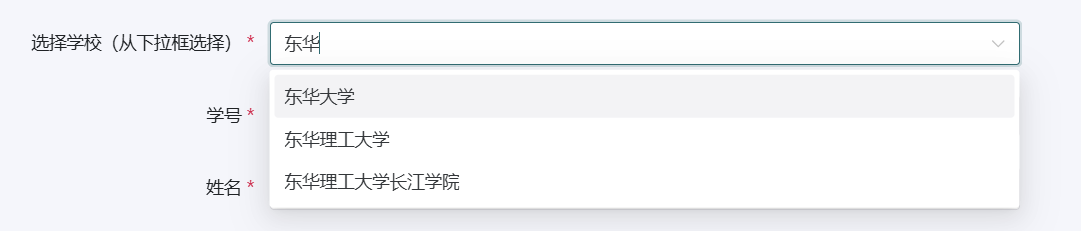 选择学校（从下拉框选择） * 东华
东华大学
学号 *
东华理工大学
东华理工大学长江学院
姓名 *